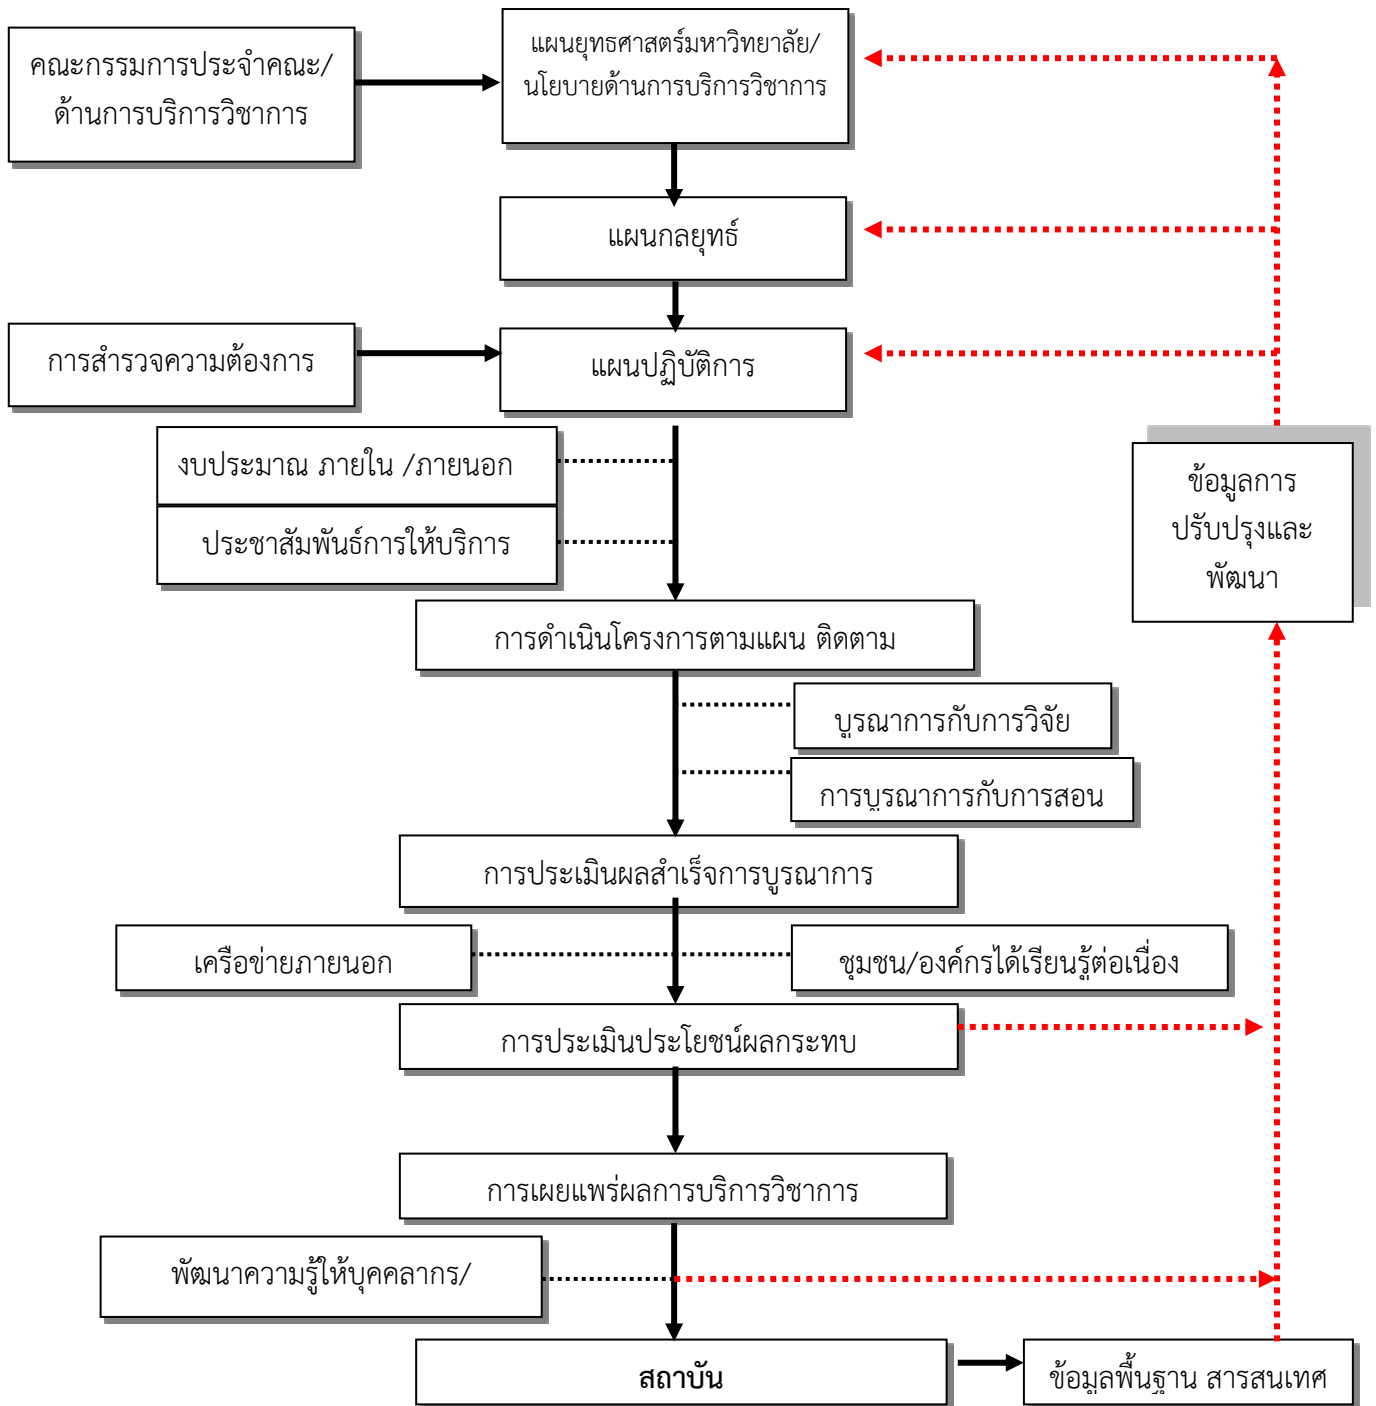 คณะกรรมการประจำคณะ/
ด้านการบริการวิชาการ
แผนยุทธศาสตร์มหาวิทยาลัย/
นโยบายด้านการบริการวิชาการ
แผนกลยุทธ์
การสำรวจความต้องการ
แผนปฏิบัติการ
งบประมาณ ภายใน /ภายนอก
ประชาสัมพันธ์การให้บริการ
ข้อมูลการ
ปรับปรุงและ
พัฒนา
การดำเนินโครงการตามแผน ติดตาม
บูรณาการกับการวิจัย
การบูรณาการกับการสอน
การประเมินผลสำเร็จการบูรณาการ
เครือข่ายภายนอก
ชุมชน/องค์กรได้เรียนรู้ต่อเนื่อง
การประเมินประโยชน์ผลกระทบ
การเผยแพร่ผลการบริการวิชาการ
พัฒนาความรู้ให้บุคคลากร/
สถาบัน
ข้อมูลพื้นฐาน สารสนเทศ